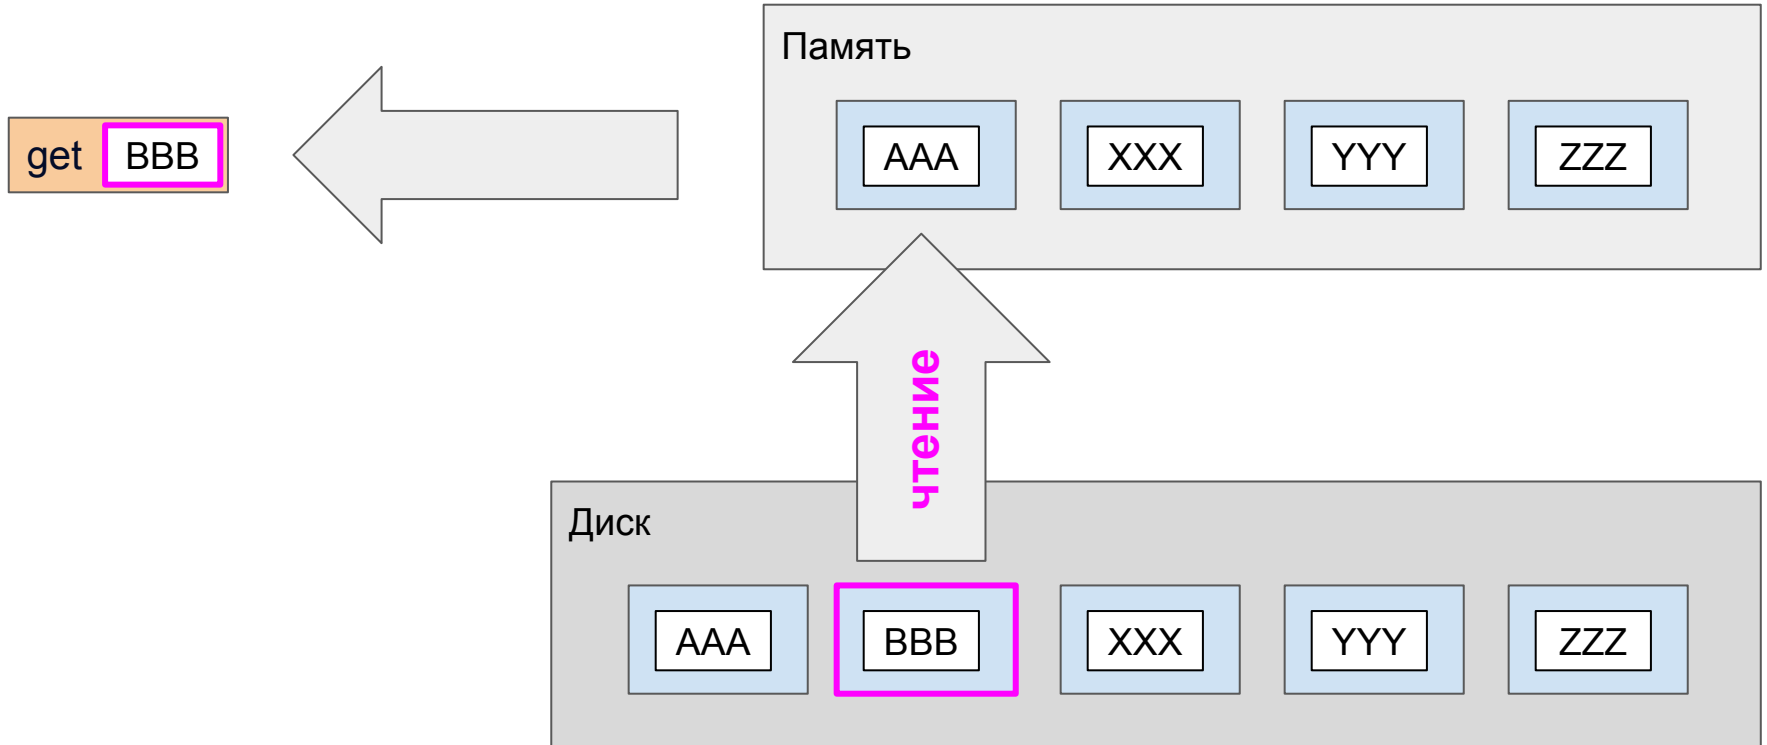 Память
get BBB
AAA XXX YYY ZZZ
чтение
Диск
AAA BBB XXX YYY ZZZ